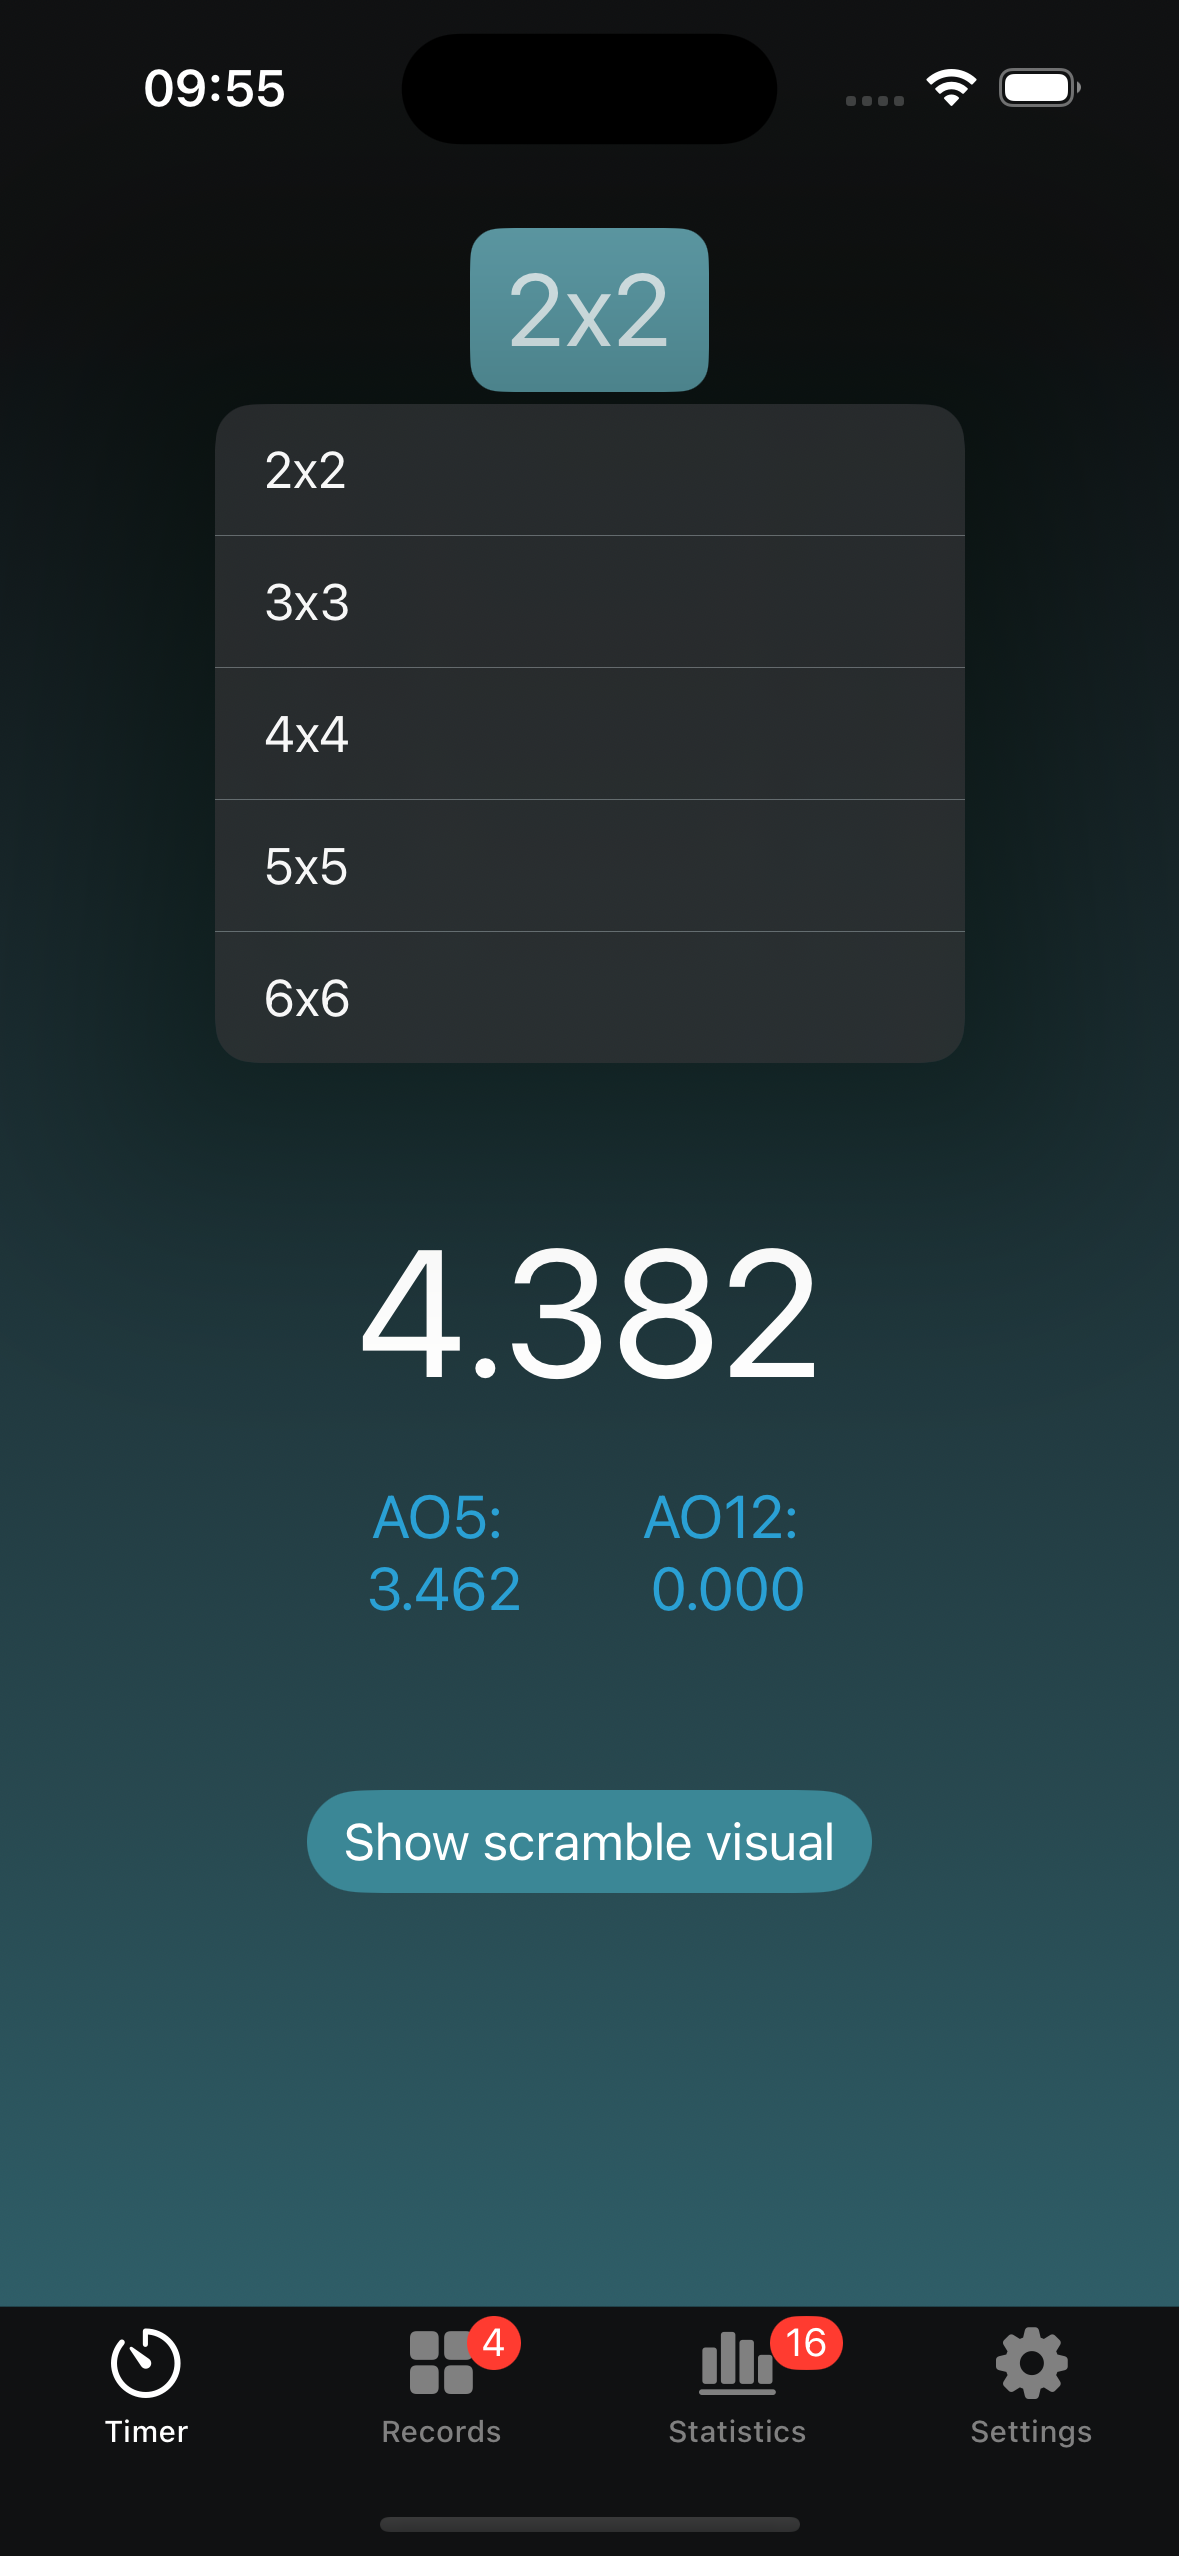 09:55
2x2
2x2
3x3
4x4
5x5
6x6
4.382
AO5: AO12:
3.462 0.000
Show scramble visual
4 16
Timer Records Statistics Settings